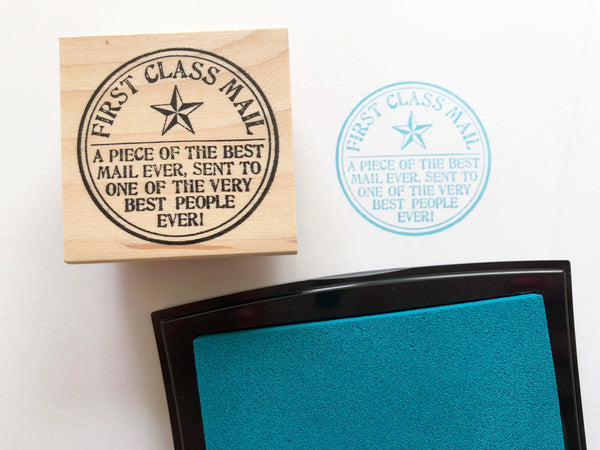 FIRST CLASS MAIL
A PIECE OF THE BEST
MAIL EVER, SENT TO
ONE OF THE VERY
BEST PEOPLE
EVER!
FIRST CLASS MAIL
A PIECE OF THE BEST
MAIL EVER, SENT TO
ONE OF THE VERY
BEST PEOPLE
EVER!